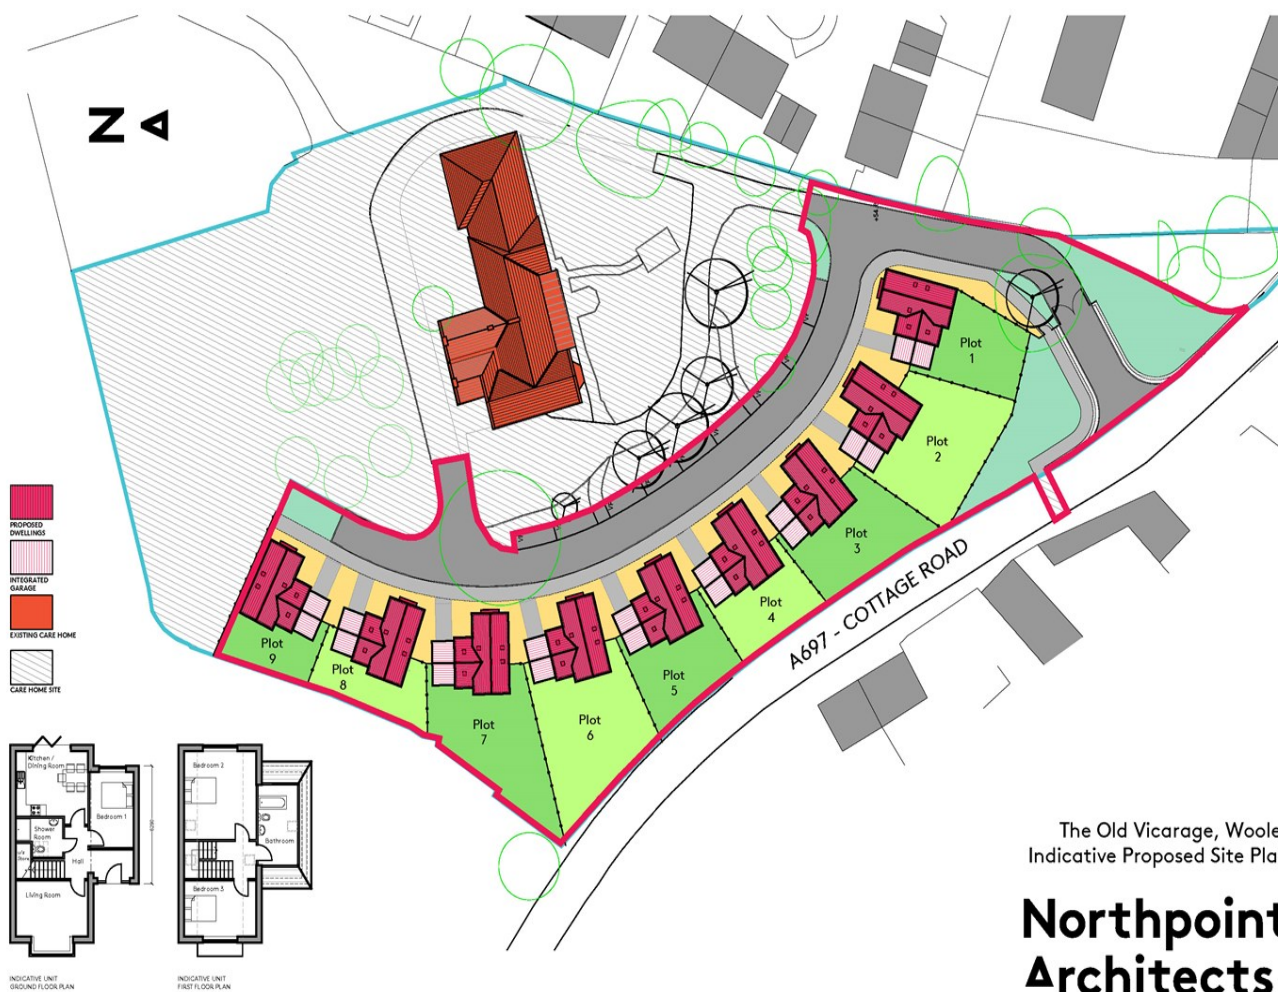 N
Plot
1
Plot
2
Plot
3
Plot
4
Plot
5
Plot
6
Plot
7
Plot
8
Plot
9
A697 - COTTAGE ROAD
PROPOSED
DWELLINGS
INTEGRATED
GARAGE
EXISTING CARE HOME
CARE HOME SITE
Kitchen /
Dining Room
Bedroom 1
Shower
Room
Hall
Living Room
INDICATIVE UNIT
GROUND FLOOR PLAN
Bedroom 2
Bathroom
Bedroom 3
INDICATIVE UNIT
FIRST FLOOR PLAN
The Old Vicarage, Woole
Indicative Proposed Site Pla
Northpoint
Architects